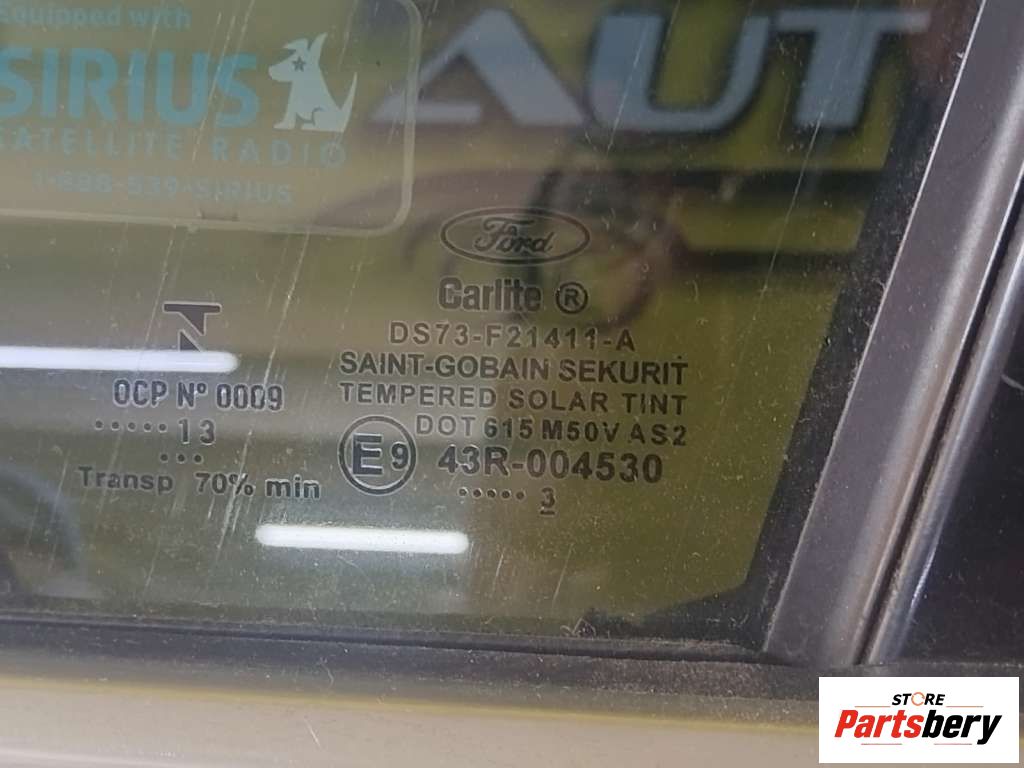 Equipped with
SIRIUS
SATELLITE RADIO
1-888-539-SIRIUS
AUT
Ford
Carlite ®
DS73-F21411-A
SAINT-GOBAIN SEKURIT
TEMPERED SOLAR TINT
DOT 615 M50V AS2
E9 43R-004530
..... 3
N
OCP Nº 0009
..... 13
...
Transp 70% min
STORE
Partsbery